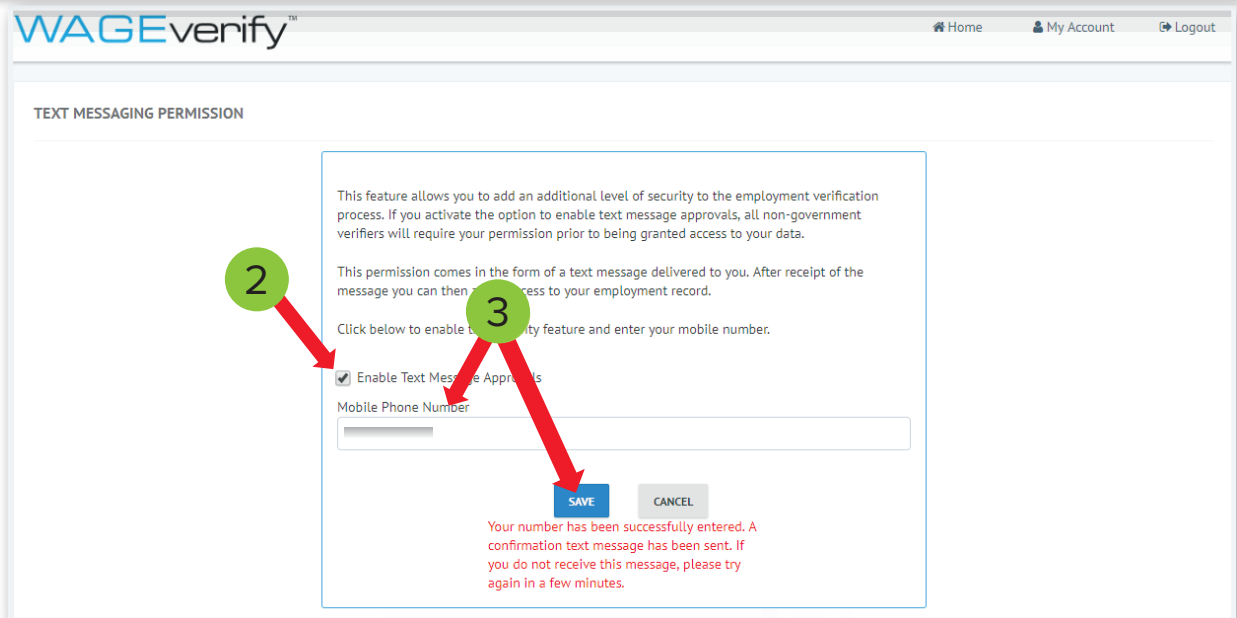 WAGEverify™
Home My Account Logout
TEXT MESSAGING PERMISSION
This feature allows you to add an additional level of security to the employment verification
process. If you activate the option to enable text message approvals, all non-government
verifiers will require your permission prior to being granted access to your data.
This permission comes in the form of a text message delivered to you. After receipt of the
2
message you can then to your employment record.
3
Click below to enable feature and enter your mobile number.
Enable Text Message Approvals
Mobile Phone Number
SAVE CANCEL
Your number has been successfully entered. A
confirmation text message has been sent. If
you do not receive this message, please try
again in a few minutes.